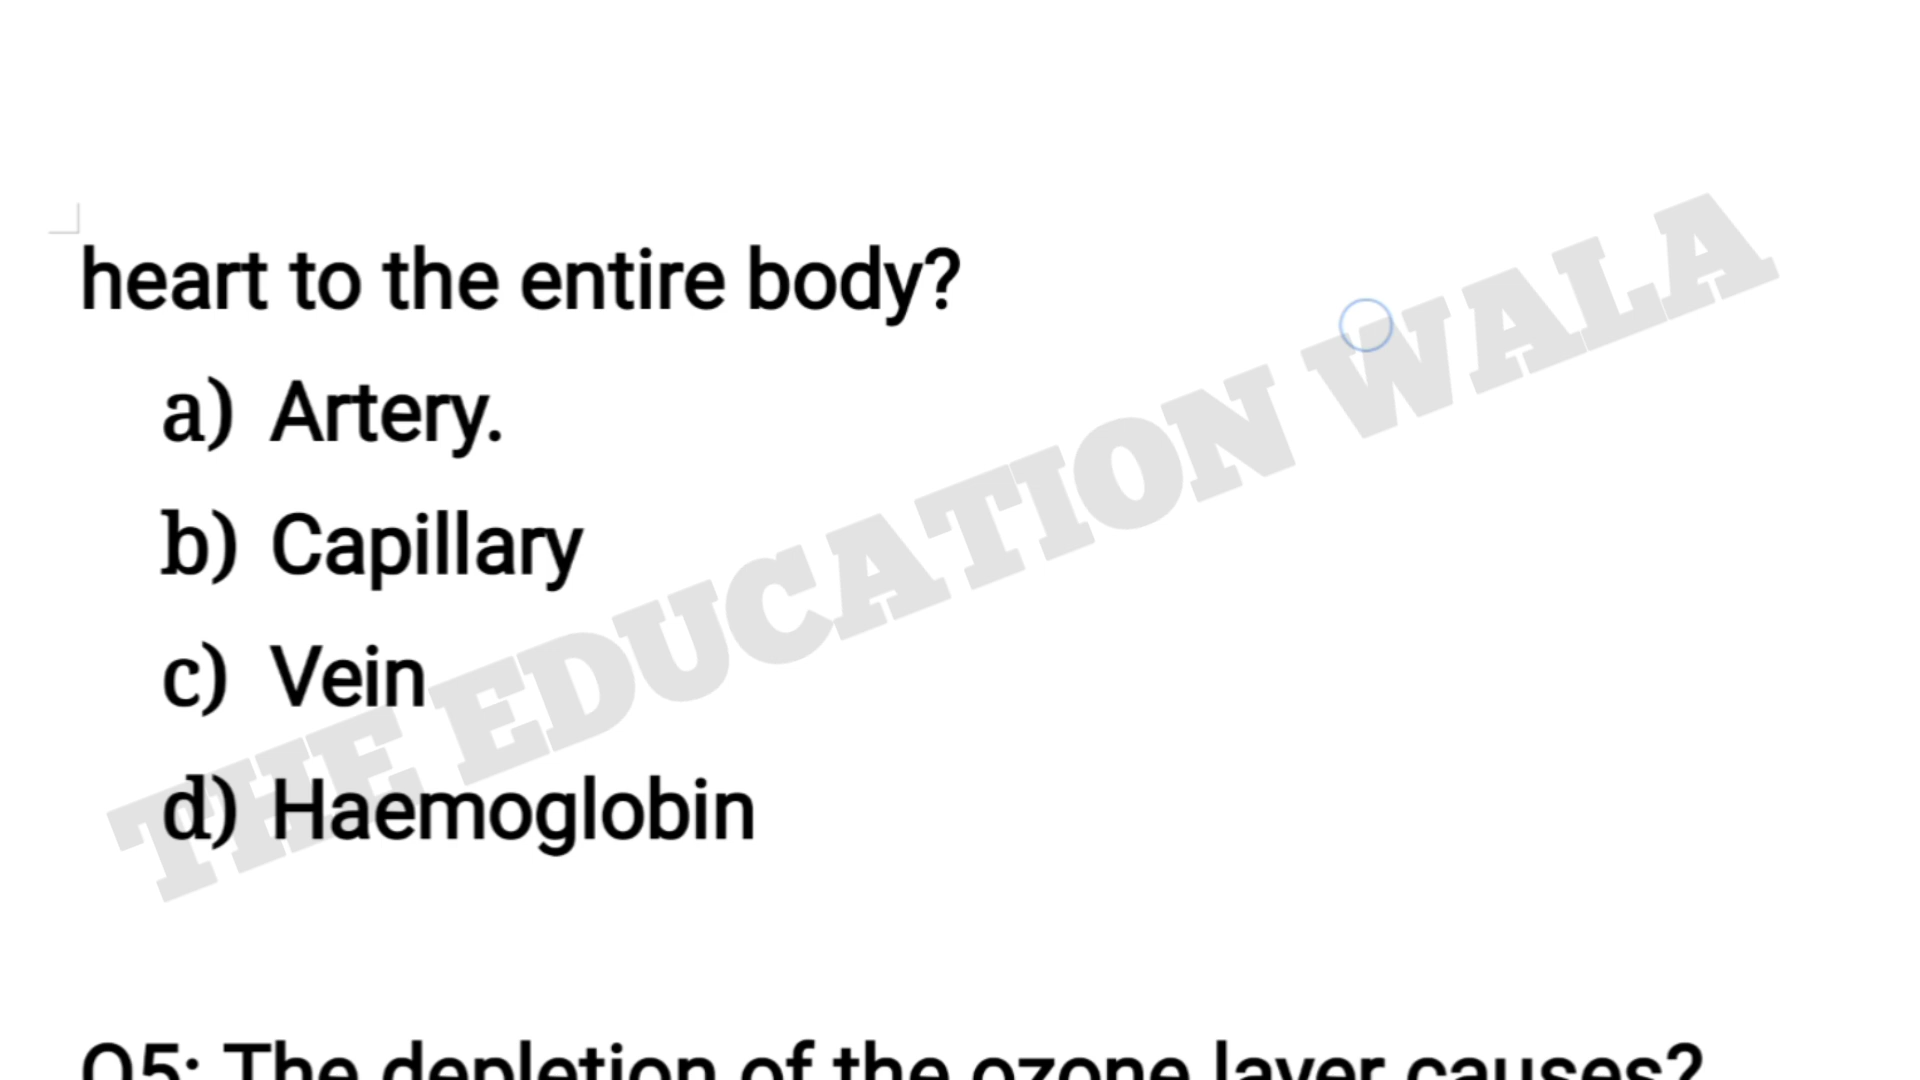 heart to the entire body?
a) Artery.
b) Capillary
c) Vein
d) Haemoglobin
THE EDUCATION WALA
Q5: The depletion of the ozone layer causes?